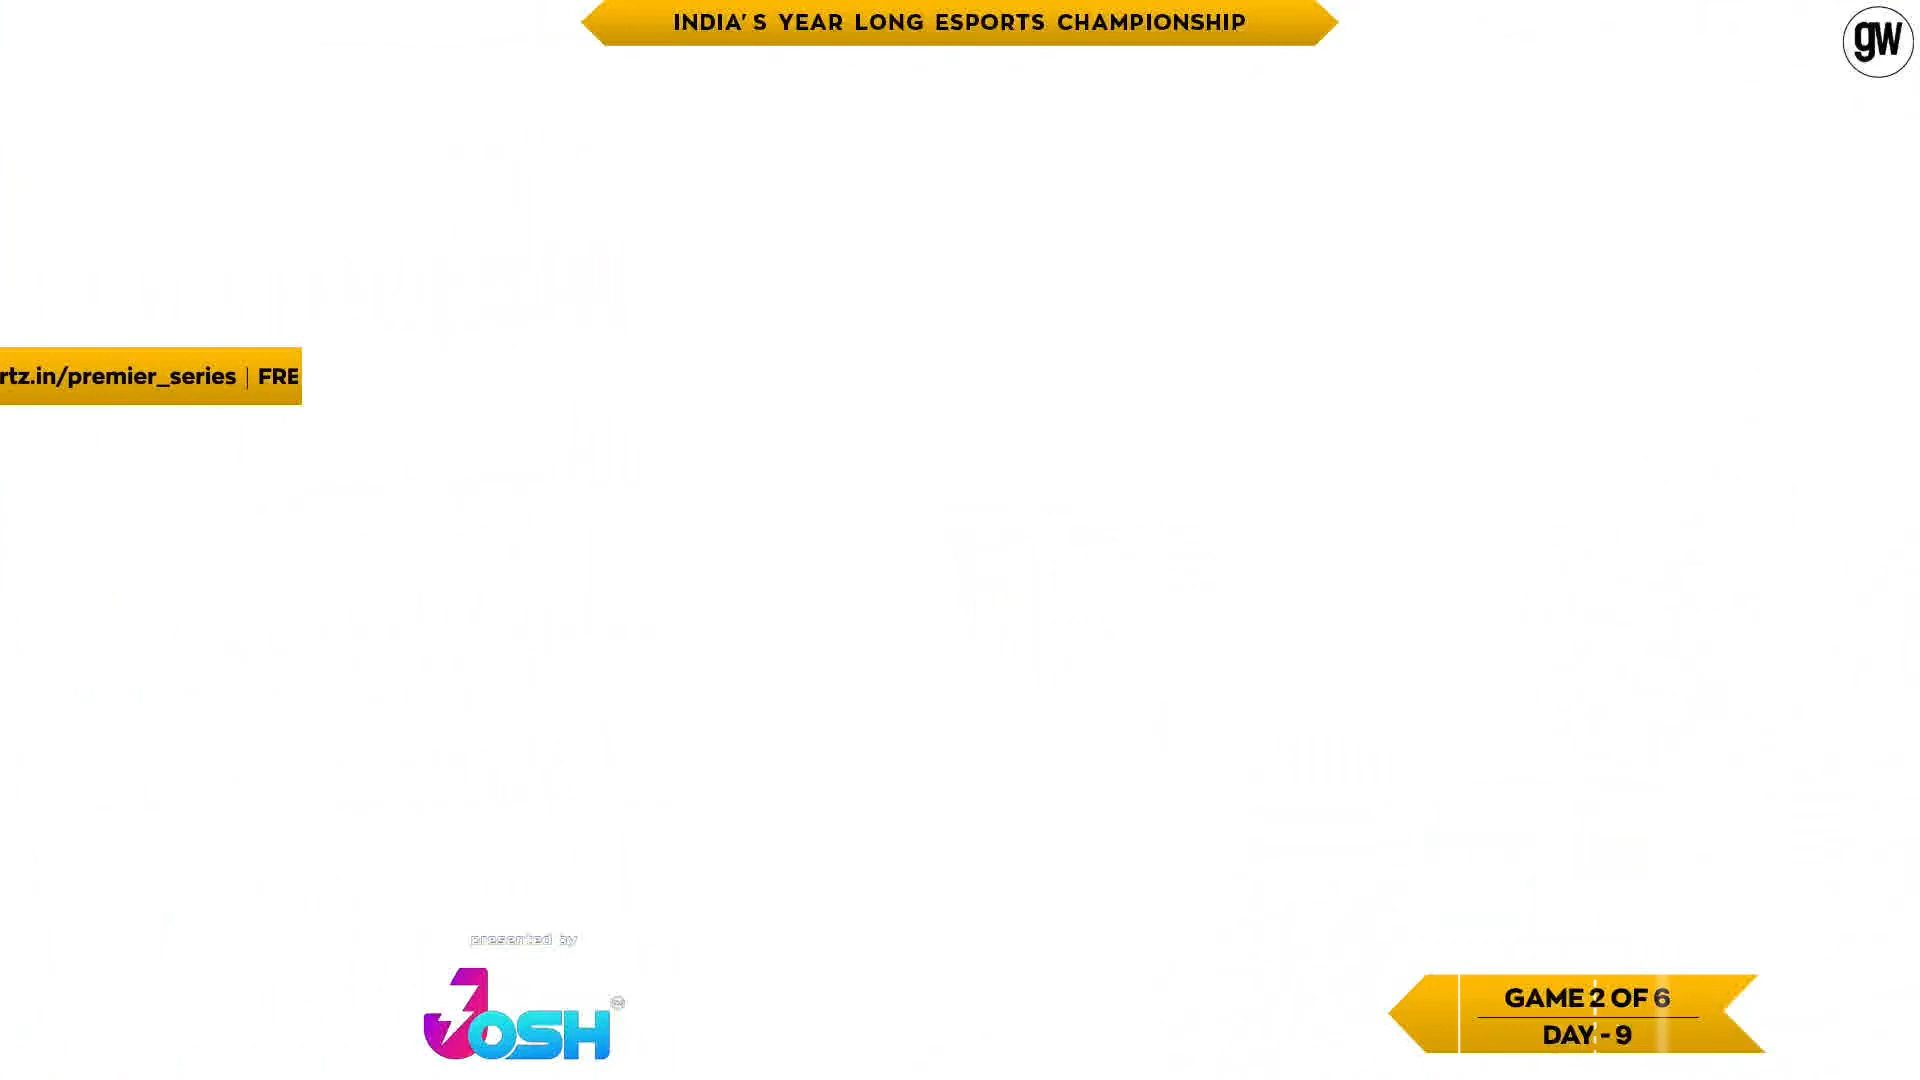 INDIA'S YEAR LONG ESPORTS CHAMPIONSHIP
gw
rtz.in/premier_series | FRE
presented by
JOSH
GAME 2 OF 6
DAY - 9